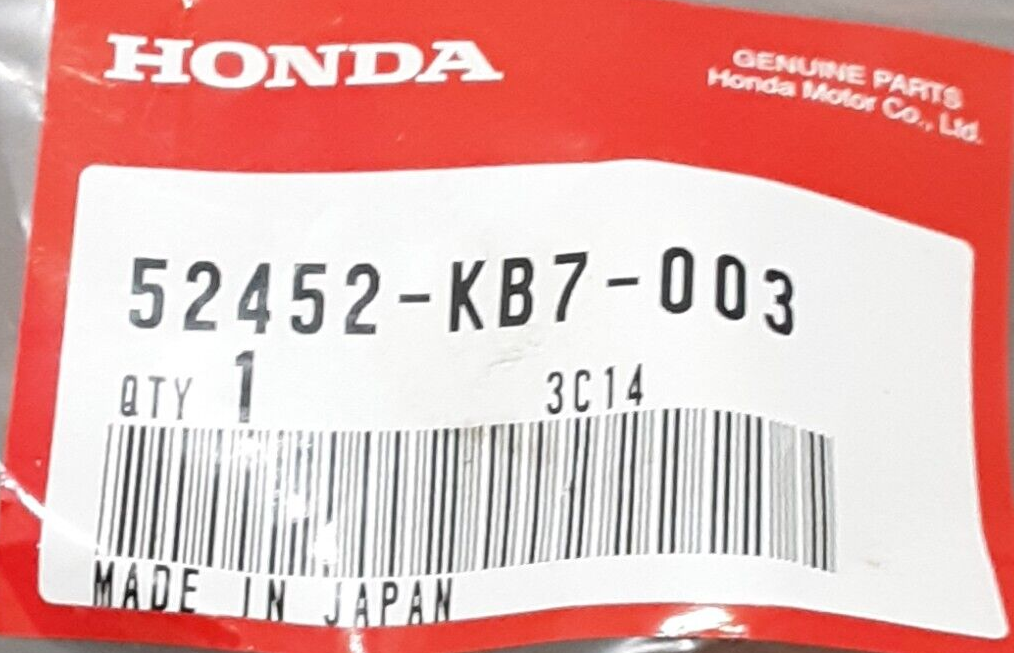 HONDA
GENUINE PARTS
Honda Motor Co., Ltd.
52452-KB7-003
QTY 1 3C14
MADE IN JAPAN